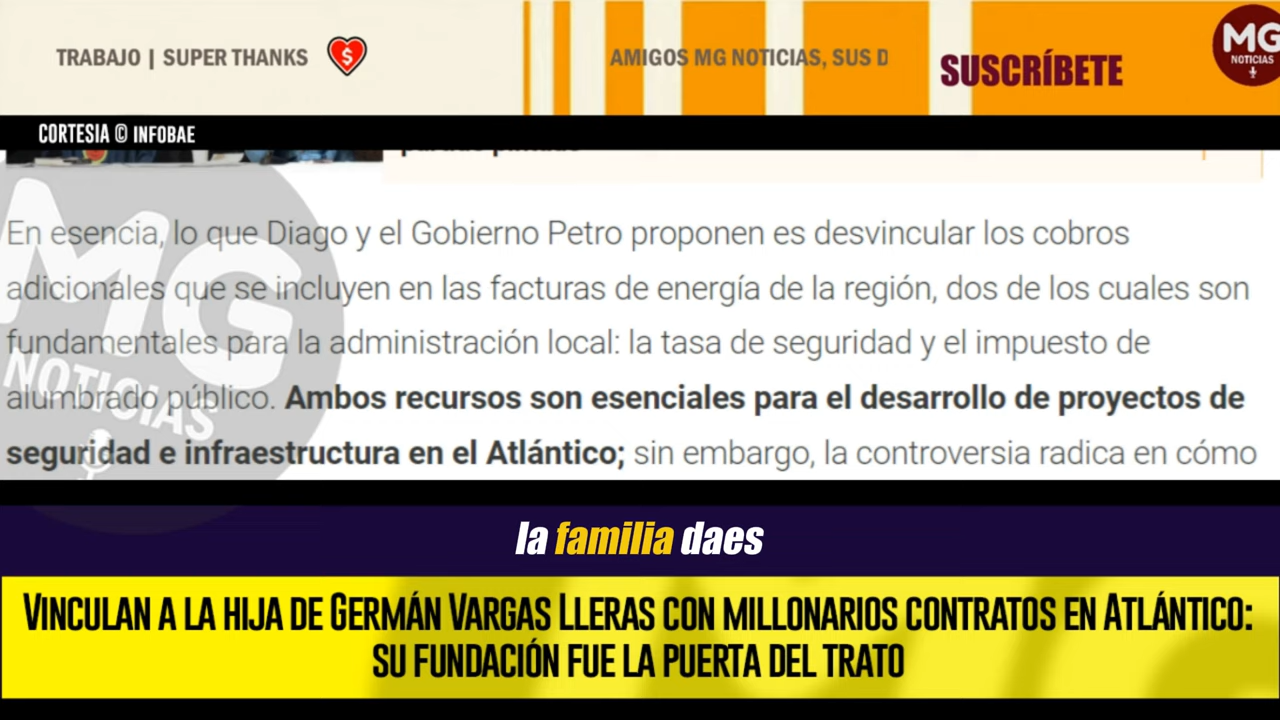 TRABAJO | SUPER THANKS
$
AMIGOS MG NOTICIAS, SUS D
SUSCRÍBETE
MG
NOTICIAS
CORTESIA © INFOBAE
En esencia, lo que Diago y el Gobierno Petro proponen es desvincular los cobros
adicionales que se incluyen en las facturas de energía de la región, dos de los cuales son
fundamentales para la administración local: la tasa de seguridad y el impuesto de
alumbrado público. Ambos recursos son esenciales para el desarrollo de proyectos de
seguridad e infraestructura en el Atlántico; sin embargo, la controversia radica en cómo
MG
NOTICIAS
la familia daes
VINCULAN A LA HIJA DE GERMÁN VARGAS LLERAS CON MILLONARIOS CONTRATOS EN ATLÁNTICO:
SU FUNDACIÓN FUE LA PUERTA DEL TRATO